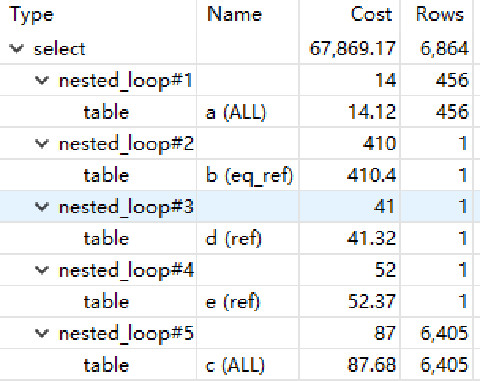 Type Name Cost Rows
select 67,869.17 6,864
nested_loop#1 14 456
table a (ALL) 14.12 456
nested_loop#2 410 1
table b (eq_ref) 410.4 1
nested_loop#3 41 1
table d (ref) 41.32 1
nested_loop#4 52 1
table e (ref) 52.37 1
nested_loop#5 87 6,405
table c (ALL) 87.68 6,405